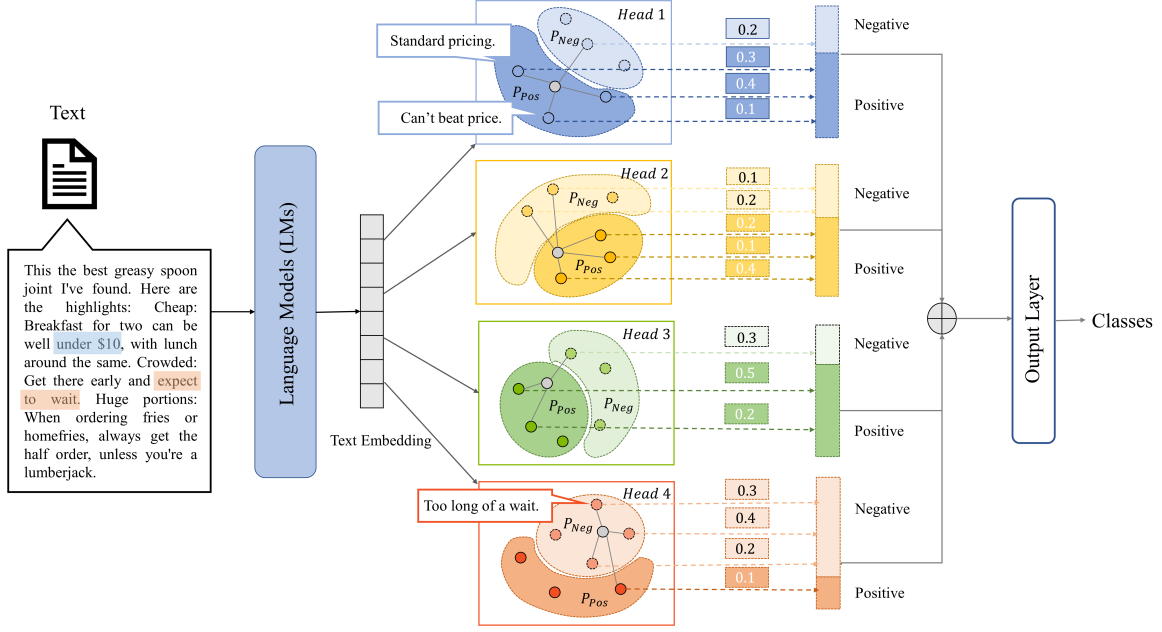 Text
This the best greasy spoon
joint I've found. Here are
the highlights: Cheap:
Breakfast for two can be
well under $10, with lunch
around the same. Crowded:
Get there early and expect
to wait. Huge portions:
When ordering fries or
homefries, always get the
half order, unless you're a
lumberjack.
Language Models (LMs)
Text Embedding
Head 1
Standard pricing.
P_Neg
P_Pos
Can't beat price.
0.2
0.3
0.4
0.1
Negative
Positive
Head 2
P_Neg
P_Pos
0.1
0.2
0.2
0.1
0.4
Negative
Positive
Head 3
P_Pos
P_Neg
0.3
0.5
0.2
Negative
Positive
Head 4
Too long of a wait.
P_Neg
P_Pos
0.3
0.4
0.2
0.1
Negative
Positive
Output Layer
Classes